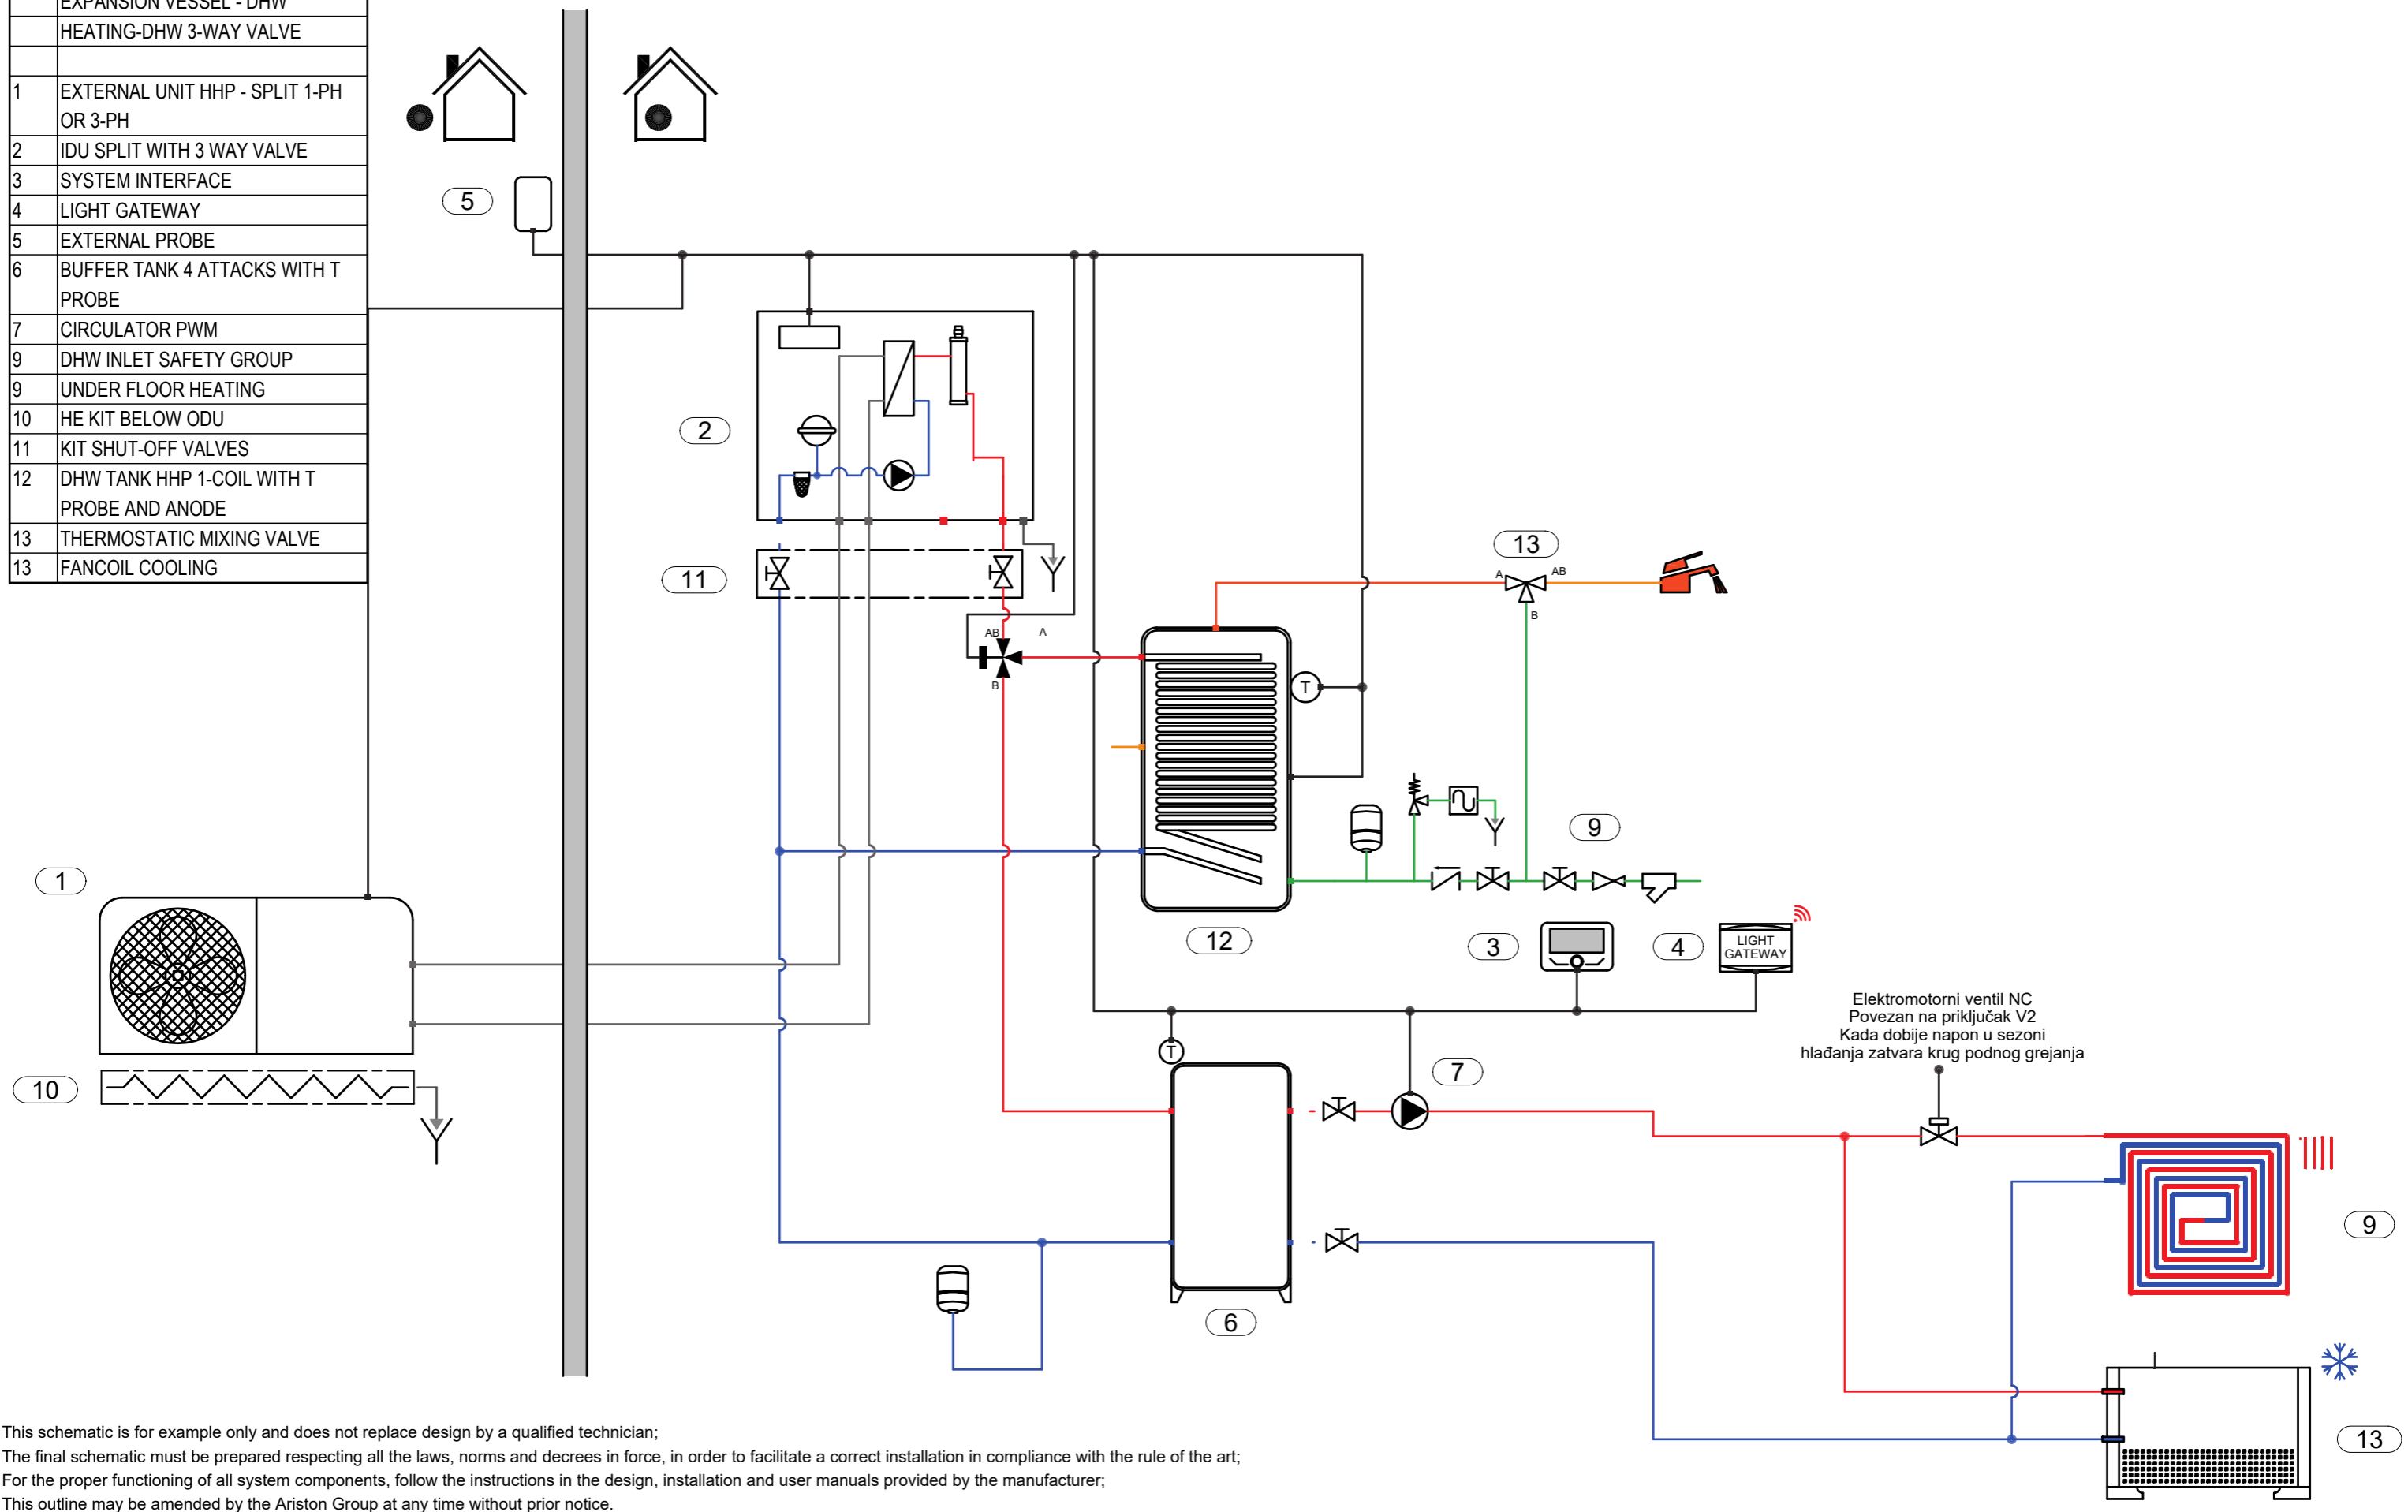 EXPANSION VESSEL - DHW
HEATING-DHW 3-WAY VALVE
1 EXTERNAL UNIT HHP - SPLIT 1-PH
OR 3-PH
2 IDU SPLIT WITH 3 WAY VALVE
3 SYSTEM INTERFACE
4 LIGHT GATEWAY
5 EXTERNAL PROBE
6 BUFFER TANK 4 ATTACKS WITH T
PROBE
7 CIRCULATOR PWM
9 DHW INLET SAFETY GROUP
9 UNDER FLOOR HEATING
10 HE KIT BELOW ODU
11 KIT SHUT-OFF VALVES
12 DHW TANK HHP 1-COIL WITH T
PROBE AND ANODE
13 THERMOSTATIC MIXING VALVE
13 FANCOIL COOLING
5
2
11
13
A
AB
B
AB
A
B
T
9
1
12
3
4
LIGHT
GATEWAY
Elektromotorni ventil NC
Povezan na priključak V2
Kada dobije napon u sezoni
hlađanja zatvara krug podnog grejanja
T
7
10
9
6
13
This schematic is for example only and does not replace design by a qualified technician;
The final schematic must be prepared respecting all the laws, norms and decrees in force, in order to facilitate a correct installation in compliance with the rule of the art;
For the proper functioning of all system components, follow the instructions in the design, installation and user manuals provided by the manufacturer;
This outline may be amended by the Ariston Group at any time without prior notice.